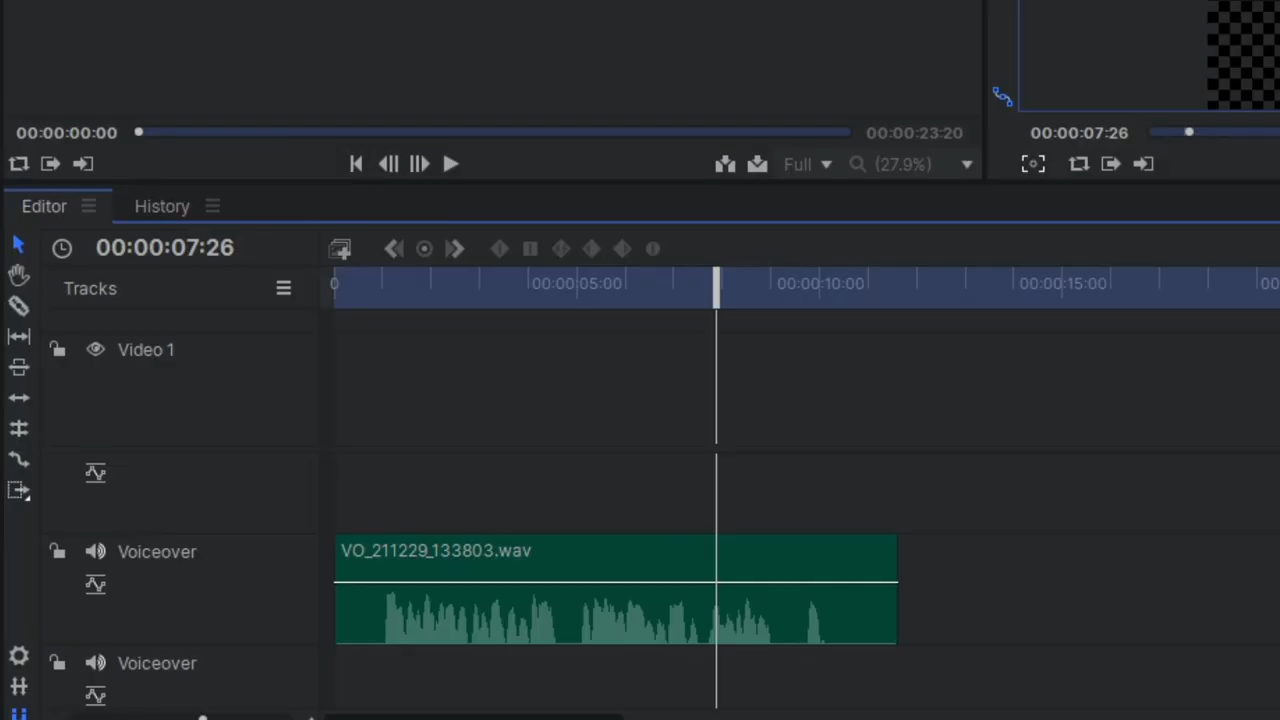 00:00:00:00
00:00:23:20
Full
(27.9%)
00:00:07:26
Editor
History
00:00:07:26
Tracks
0
00:00:05:00
00:00:10:00
00:00:15:00
00
Video 1
Voiceover
VO_211229_133803.wav
Voiceover